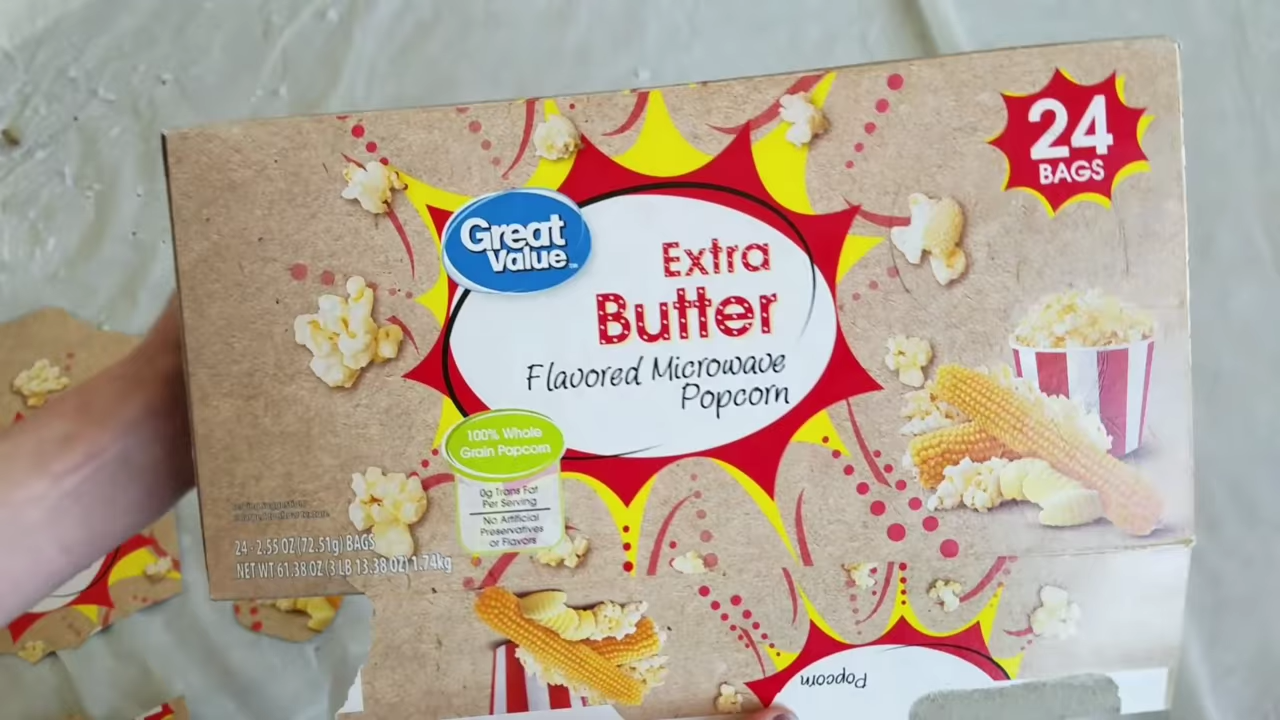 24
BAGS
Great
Value
Extra
Butter
Flavored Microwave
Popcorn
100% Whole
Grain Popcorn
0g Trans Fat
Per Serving
No Artificial
Preservatives
or Flavors
24 - 2.55 OZ (72.51g) BAGS
NET WT 61.38 OZ (3 LB 13.38 OZ) 1.74kg
Popcorn